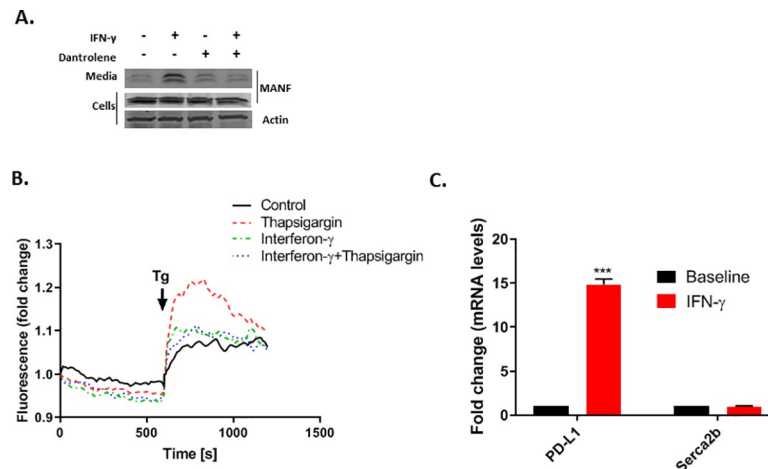 A.
IFN-γ - + - +
Dantrolene - - + +
Media
MANF
Cells
Actin
B.
Control
Thapsigargin
Interferon-γ
Interferon-γ+Thapsigargin
Fluorescence (fold change)
1.3
1.2
1.1
1.0
0.9
Tg
0 500 1000 1500
Time [s]
C.
Fold change (mRNA levels)
20
15
10
5
0
***
Baseline
IFN-γ
PD-L1
Serca2b